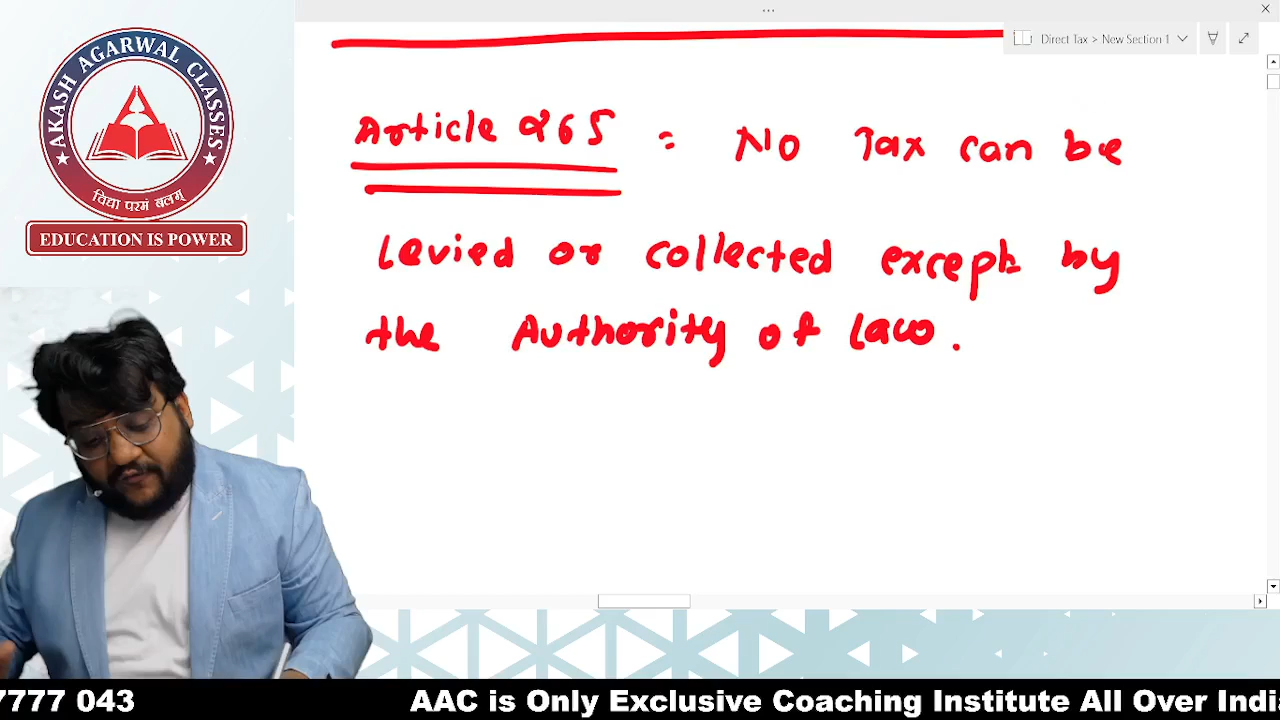 AKASH AGARWAL CLASSES
विद्या परमं बलम्
EDUCATION IS POWER
Direct Tax > New Section 1
Article 265 = No Tax can be
Levied or collected except by
the Authority of Law.
7777 043 AAC is Only Exclusive Coaching Institute All Over Indi